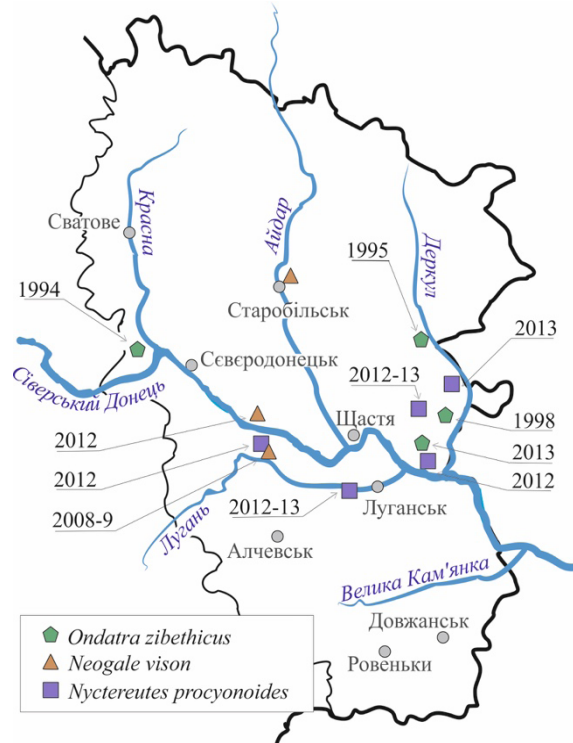 Красна
Сватове
Айдар
Деркул
1995
Старобільськ
1994
2013
Сєвєродонецьк
2012-13
Сіверський Донець
Щастя
1998
2012
2013
2012
2012
2008-9
2012-13
Луганськ
Лугань
Алчевськ
Велика Кам'янка
Довжанськ
Ровеньки
Ondatra zibethicus
Neogale vison
Nyctereutes procyonoides